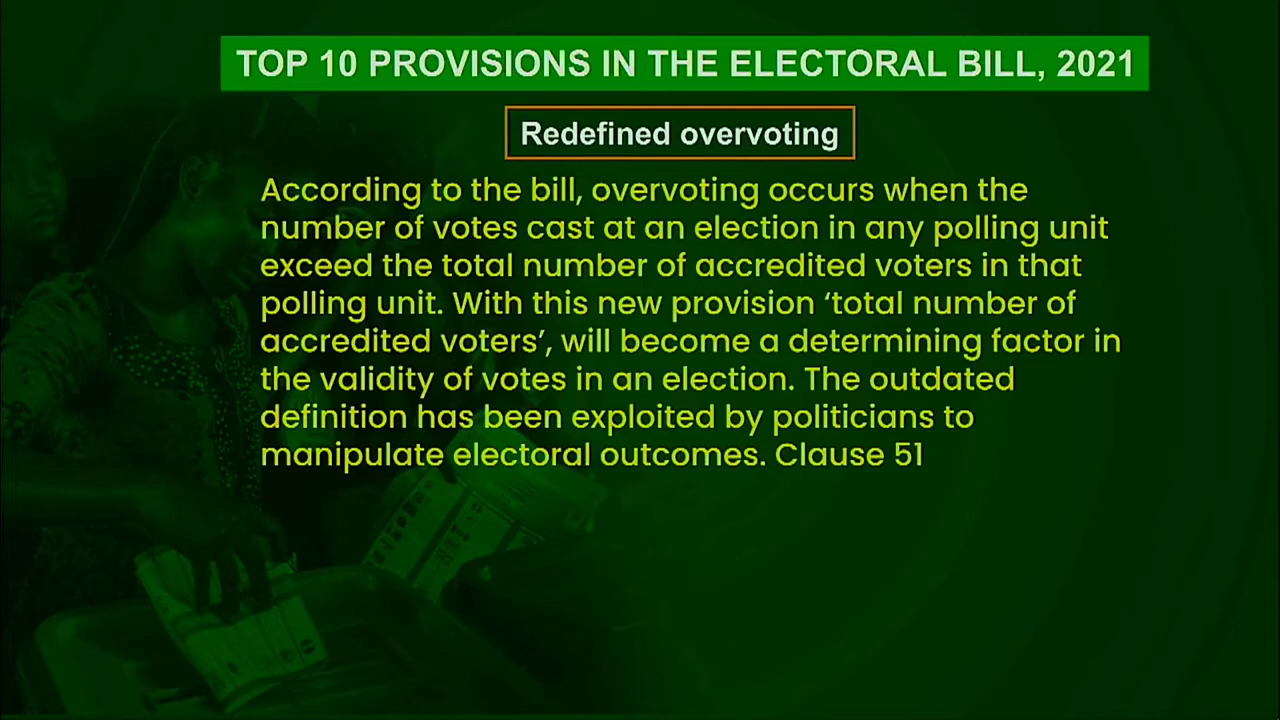 TOP 10 PROVISIONS IN THE ELECTORAL BILL, 2021
Redefined overvoting
According to the bill, overvoting occurs when the
number of votes cast at an election in any polling unit
exceed the total number of accredited voters in that
polling unit. With this new provision ‘total number of
accredited voters’, will become a determining factor in
the validity of votes in an election. The outdated
definition has been exploited by politicians to
manipulate electoral outcomes. Clause 51